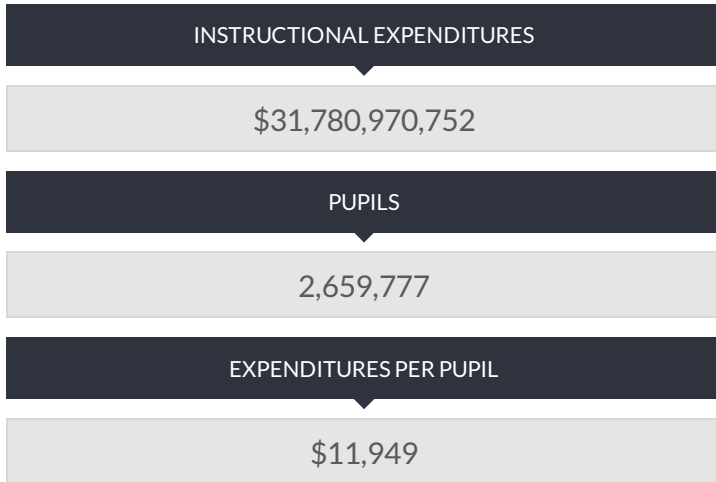 INSTRUCTIONAL EXPENDITURES
$31,780,970,752
PUPILS
2,659,777
EXPENDITURES PER PUPIL
$11,949